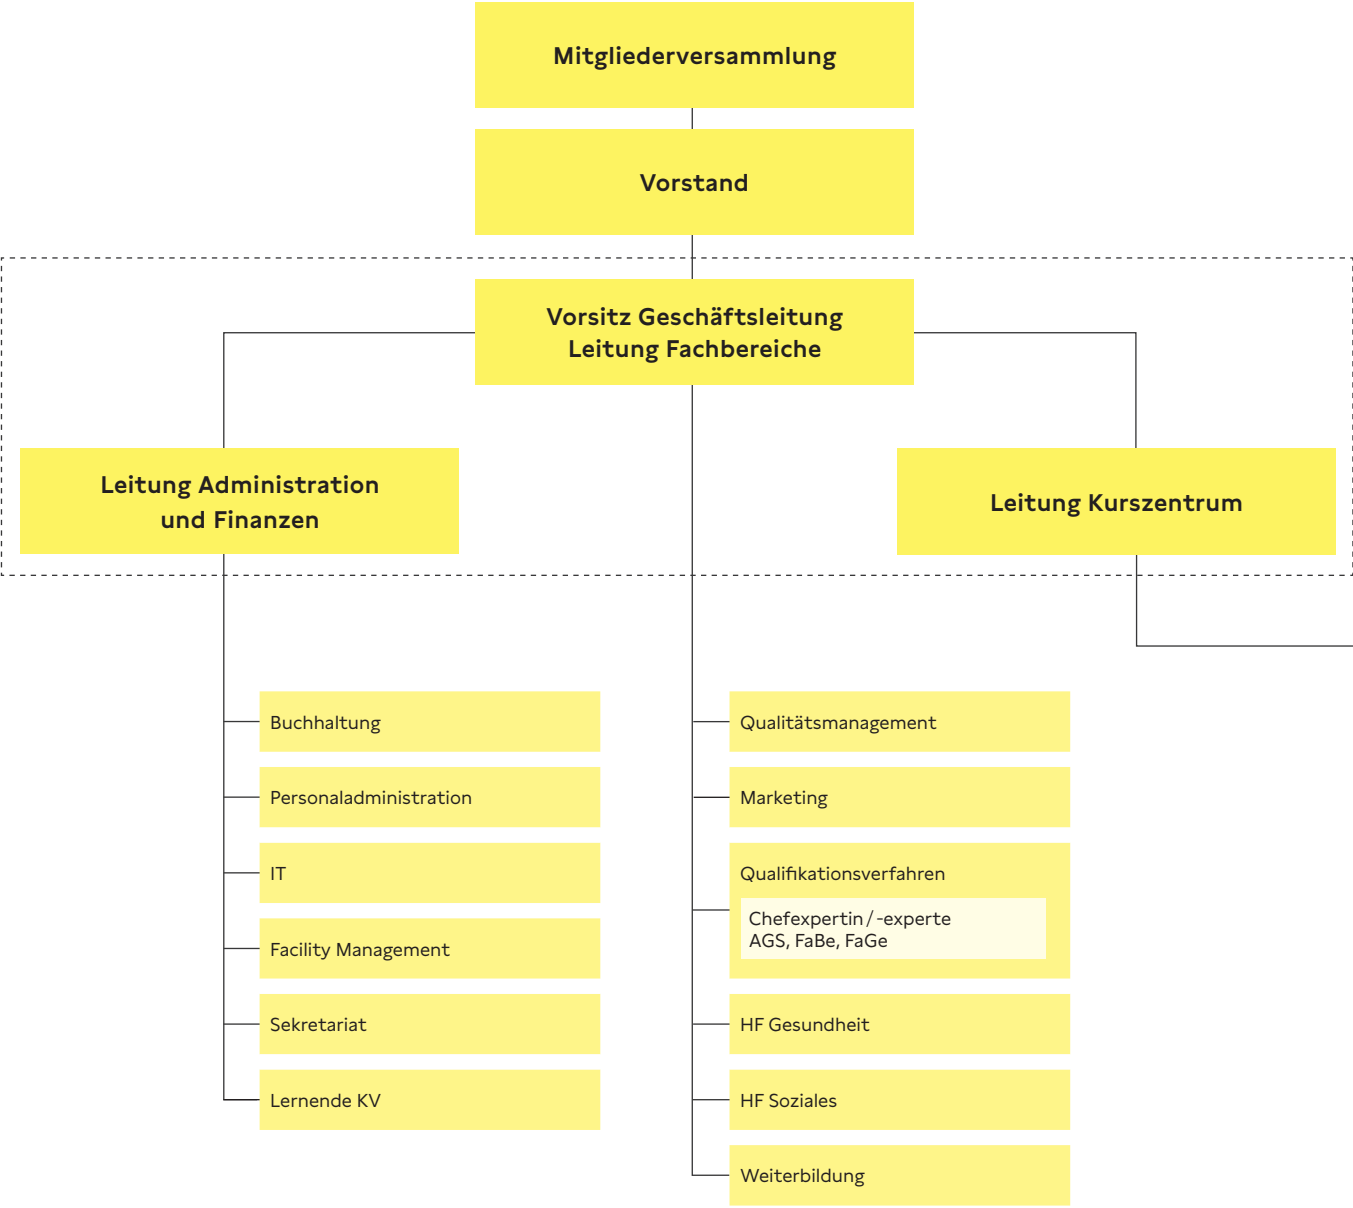 Mitgliederversammlung
Vorstand
Vorsitz Geschäftsleitung
Leitung Fachbereiche
Leitung Administration
und Finanzen
Leitung Kurszentrum
Buchhaltung
Personaladministration
IT
Facility Management
Sekretariat
Lernende KV
Qualitätsmanagement
Marketing
Qualifikationsverfahren
Chefexpertin / -experte
AGS, FaBe, FaGe
HF Gesundheit
HF Soziales
Weiterbildung